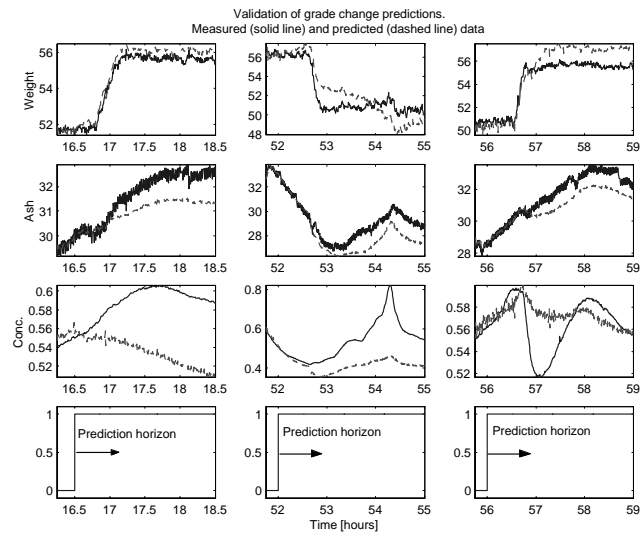 Validation of grade change predictions.
Measured (solid line) and predicted (dashed line) data
Weight
56
54
52
16.5 17 17.5 18 18.5
58
56
54
52
50
48
52 53 54 55
56
54
52
50
56 57 58 59
Ash
32
31
30
16.5 17 17.5 18 18.5
32
30
28
52 53 54 55
32
30
28
56 57 58 59
Conc.
0.6
0.58
0.56
0.54
0.52
16.5 17 17.5 18 18.5
0.8
0.6
0.4
52 53 54 55
0.58
0.56
0.54
0.52
56 57 58 59
1
0.5
0
Prediction horizon
16.5 17 17.5 18 18.5
1
0.5
0
Prediction horizon
52 53 54 55
1
0.5
0
Prediction horizon
56 57 58 59
Time [hours]